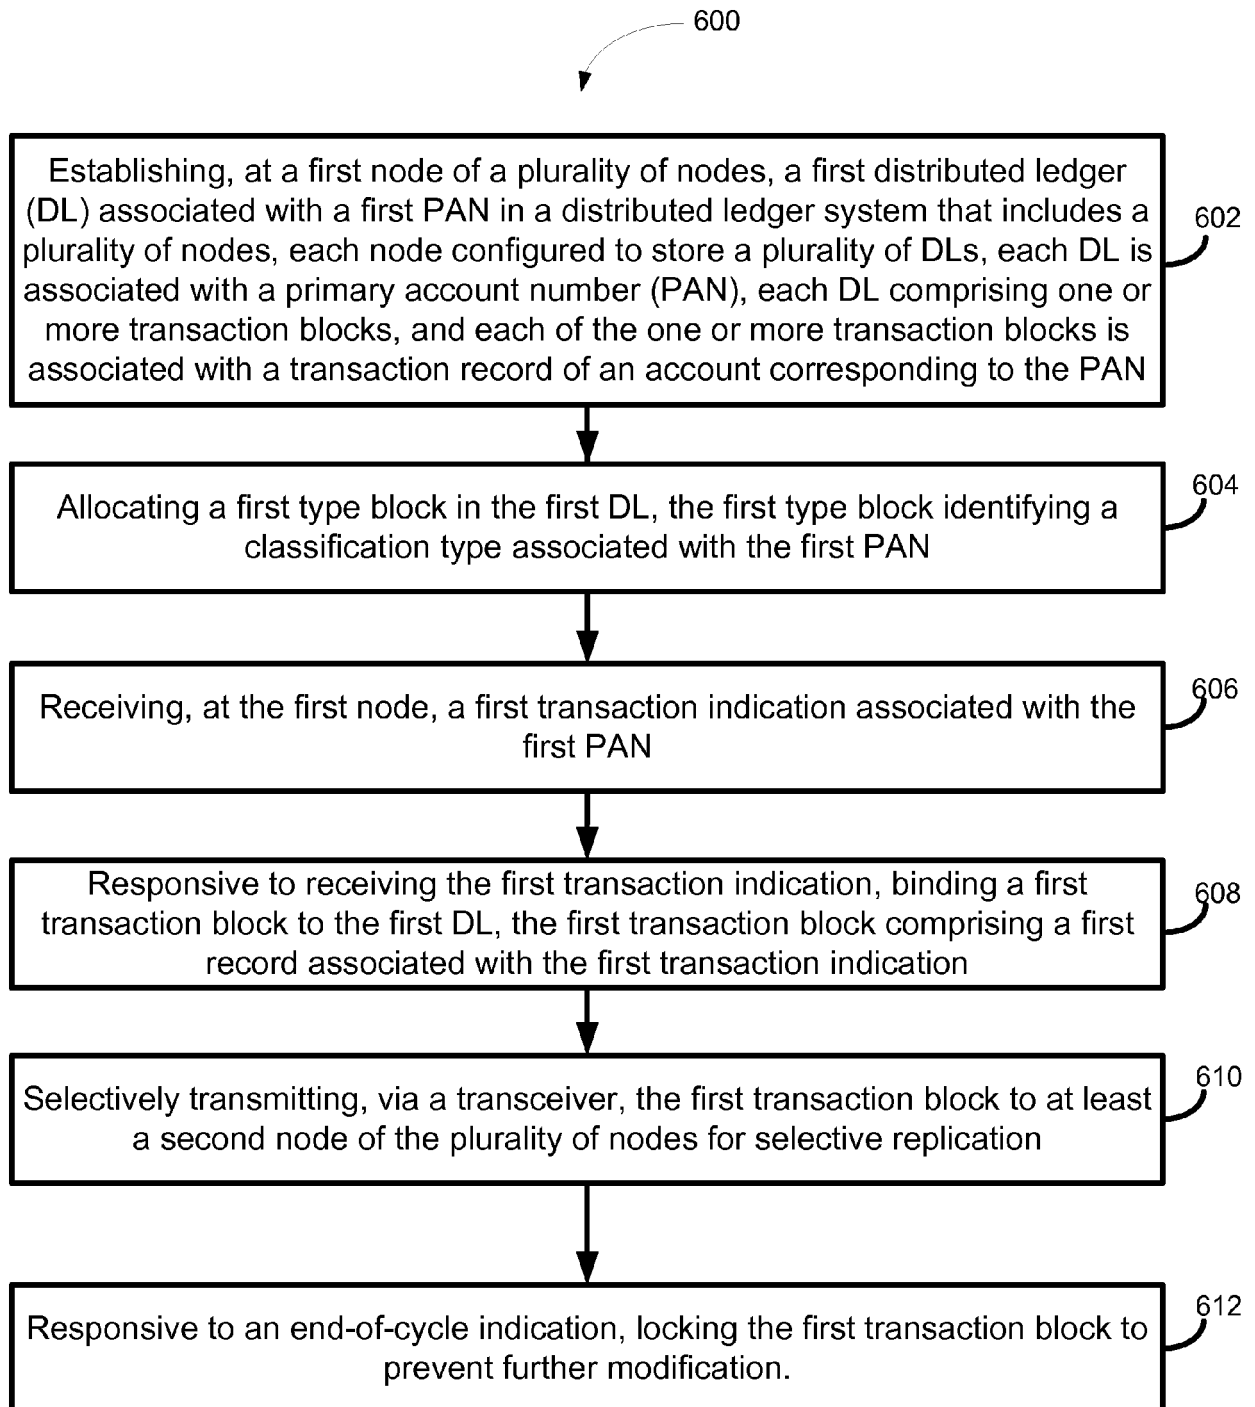 600
Establishing, at a first node of a plurality of nodes, a first distributed ledger
(DL) associated with a first PAN in a distributed ledger system that includes a
plurality of nodes, each node configured to store a plurality of DLs, each DL is
associated with a primary account number (PAN), each DL comprising one or
more transaction blocks, and each of the one or more transaction blocks is
associated with a transaction record of an account corresponding to the PAN
602
Allocating a first type block in the first DL, the first type block identifying a
classification type associated with the first PAN
604
Receiving, at the first node, a first transaction indication associated with the
first PAN
606
Responsive to receiving the first transaction indication, binding a first
transaction block to the first DL, the first transaction block comprising a first
record associated with the first transaction indication
608
Selectively transmitting, via a transceiver, the first transaction block to at least
a second node of the plurality of nodes for selective replication
610
Responsive to an end-of-cycle indication, locking the first transaction block to
prevent further modification.
612